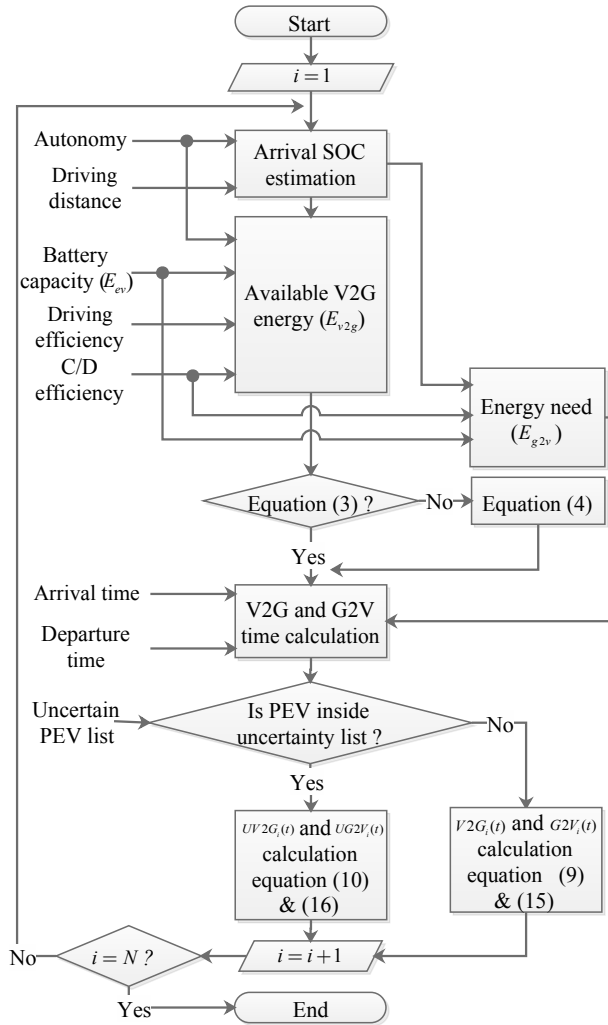 Start
i = 1
Autonomy
Arrival SOC
estimation
Driving
distance
Battery
capacity (E_ev)
Available V2G
energy (E_v2g)
Driving
efficiency
C/D
efficiency
Energy need
(E_g2v)
Equation (3) ?
No
Equation (4)
Yes
Arrival time
V2G and G2V
time calculation
Departure
time
Uncertain
PEV list
Is PEV inside
uncertainty list ?
No
Yes
UV2G_i(t) and UG2V_i(t)
calculation
equation (10)
& (16)
V2G_i(t) and G2V_i(t)
calculation
equation (9)
& (15)
No
i = N ?
i = i+1
Yes
End